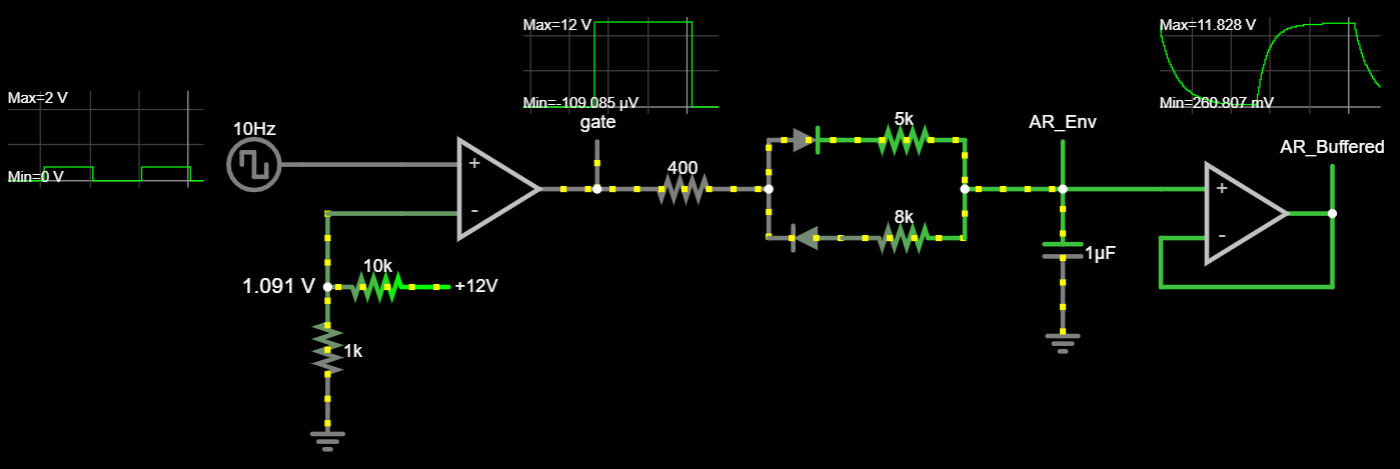 Max=12 V
Min=-109.085 µV
gate
Max=11.828 V
Min=260.807 mV
Max=2 V
Min=0 V
10Hz
+
-
400
5k
8k
AR_Env
1µF
AR_Buffered
+
-
1.091 V
10k
+12V
1k